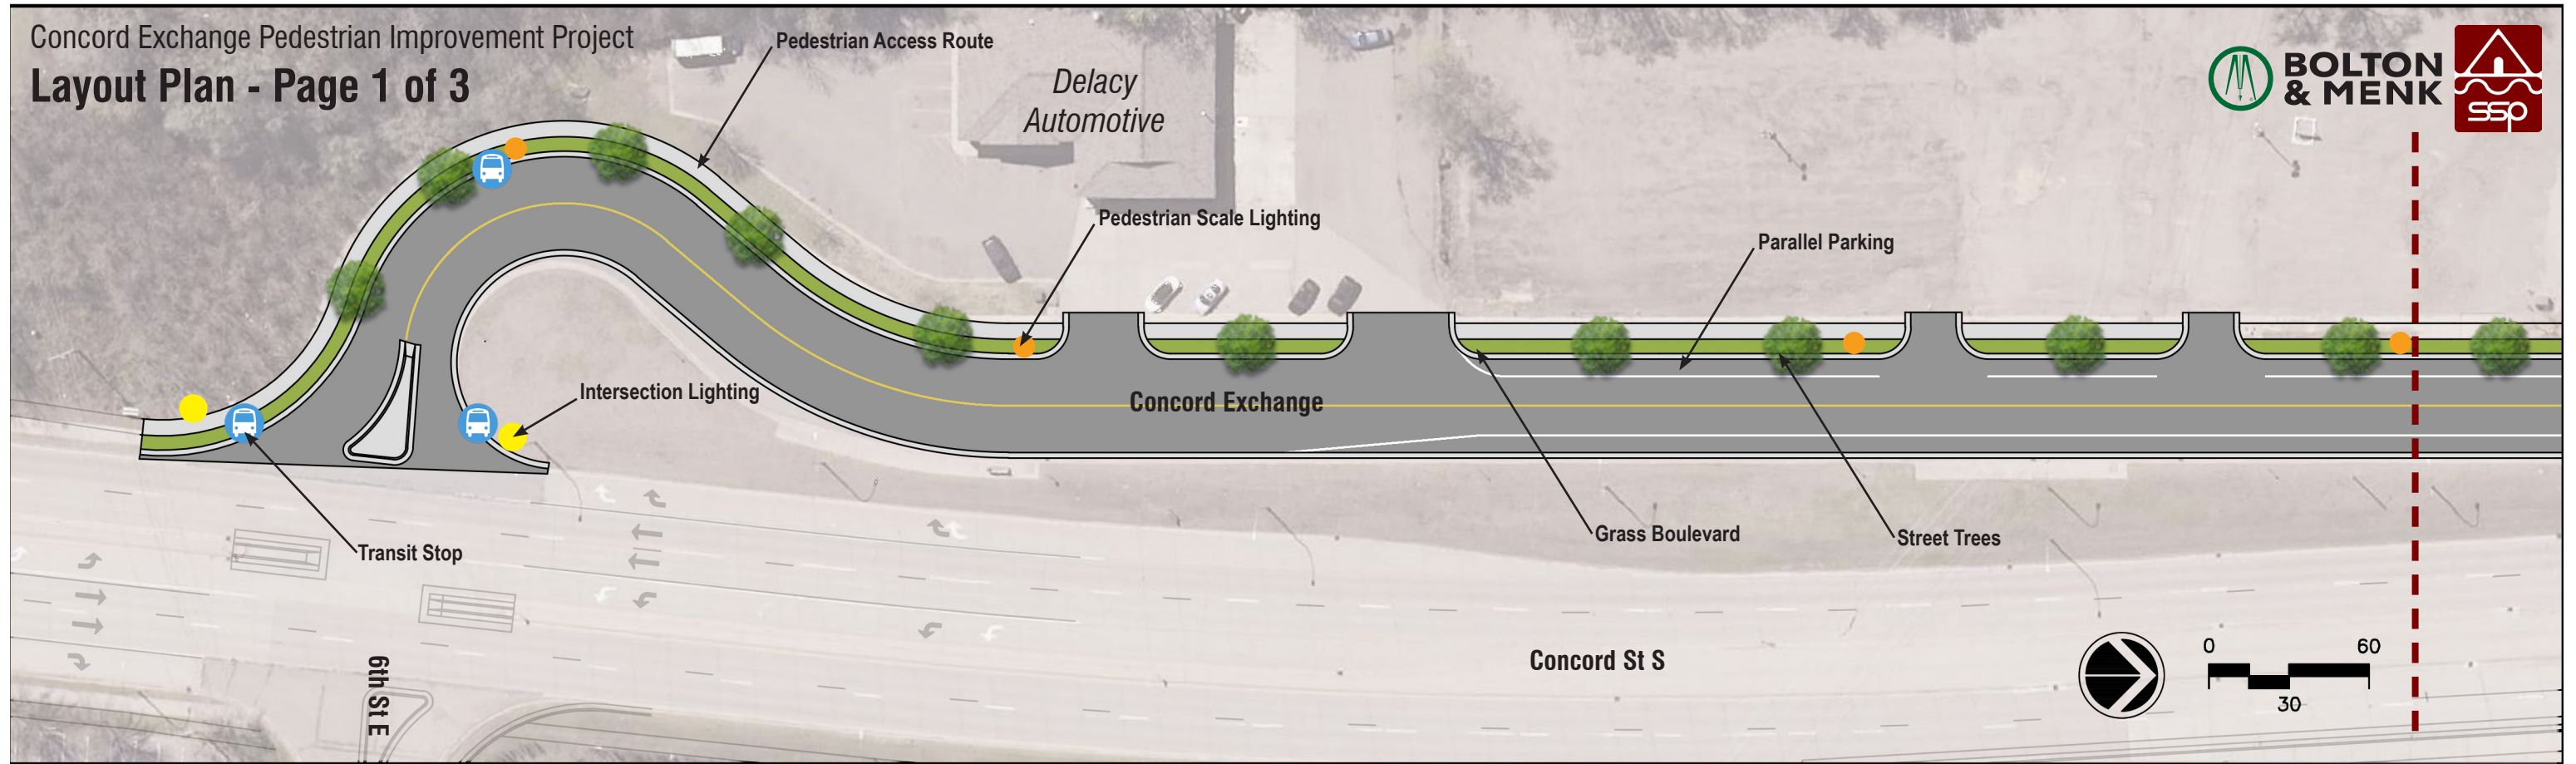 Concord Exchange Pedestrian Improvement Project
Layout Plan - Page 1 of 3
Pedestrian Access Route
Delacy
Automotive
BOLTON
& MENK
ssp
Pedestrian Scale Lighting
Parallel Parking
Intersection Lighting
Concord Exchange
Transit Stop
Grass Boulevard
Street Trees
6th St E
Concord St S
0
60
30